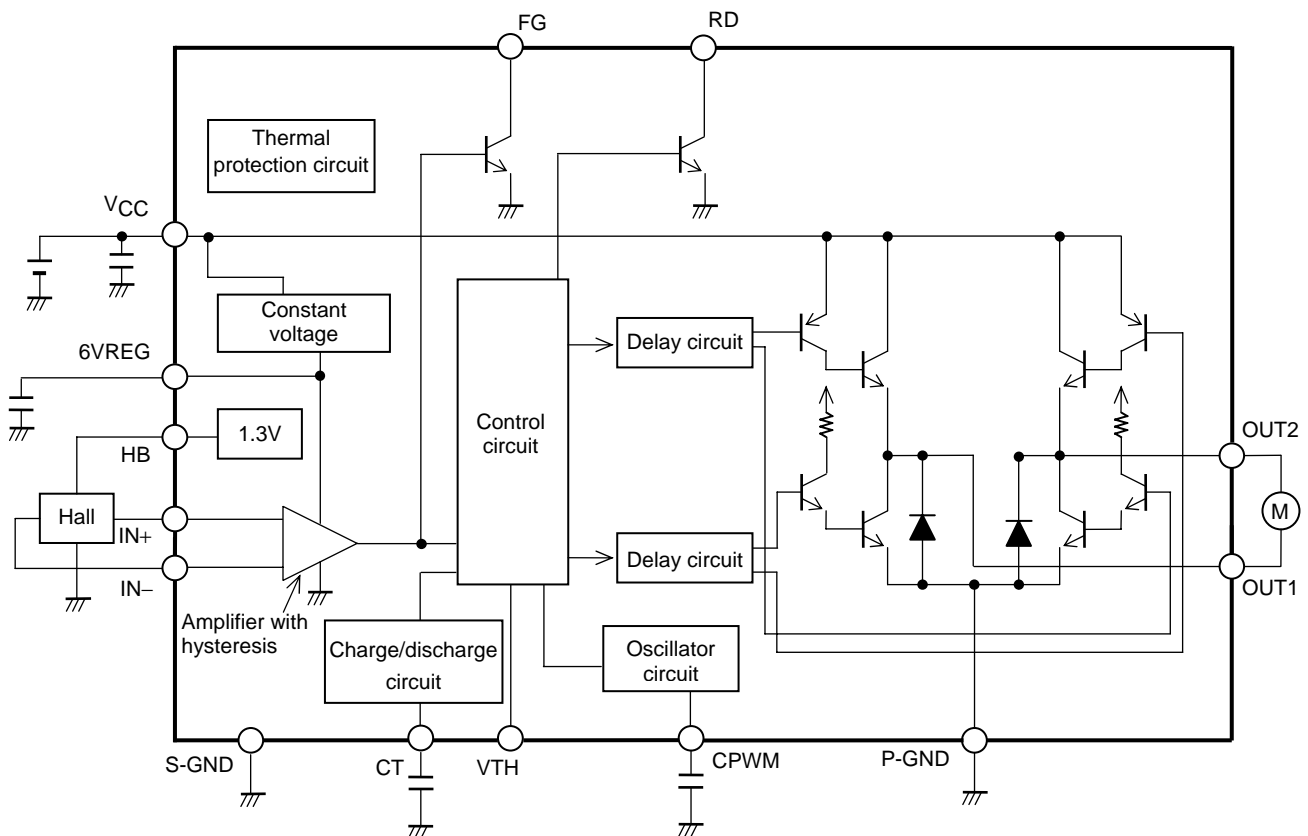 FG
RD
Thermal
protection circuit
VCC
Constant
voltage
6VREG
Delay circuit
1.3V
HB
Control
circuit
OUT2
Hall
IN+
M
Delay circuit
IN−
OUT1
Amplifier with
hysteresis
Charge/discharge
circuit
Oscillator
circuit
S-GND
CT
VTH
CPWM
P-GND